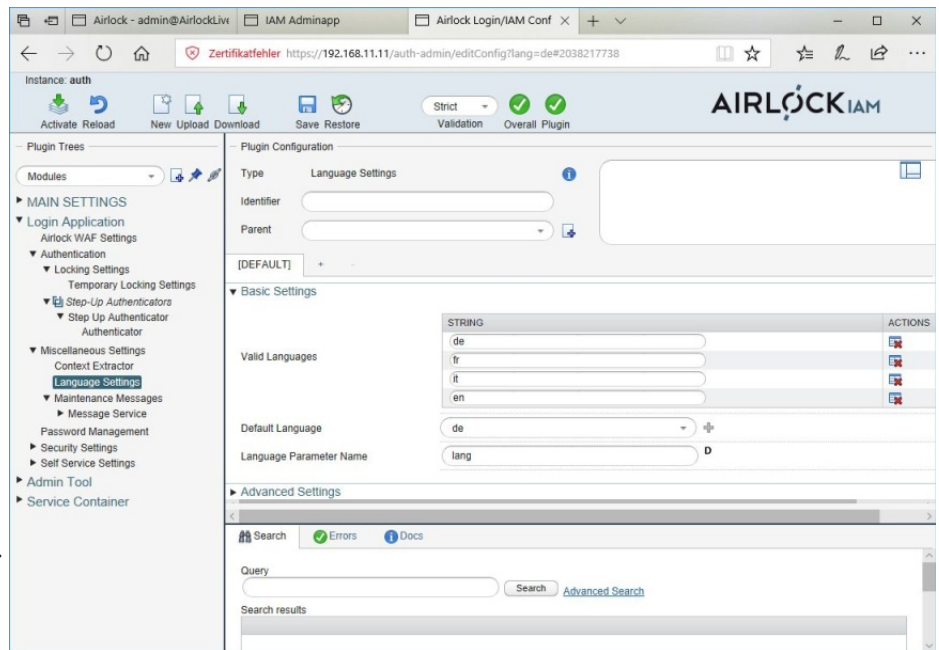 Airlock - admin@AirlockLive
IAM Adminapp
Airlock Login/IAM Conf
Zertifikatfehler https://192.168.11.11/auth-admin/editConfig?lang=de#2038217738
Instance: auth
Activate Reload New Upload Download Save Restore
Strict
Validation Overall Plugin
AIRLOCK IAM
Plugin Trees
Modules
MAIN SETTINGS
Login Application
Airlock WAF Settings
Authentication
Locking Settings
Temporary Locking Settings
Step-Up Authenticators
Step Up Authenticator
Authenticator
Miscellaneous Settings
Context Extractor
Language Settings
Maintenance Messages
Message Service
Password Management
Security Settings
Self Service Settings
Admin Tool
Service Container
Plugin Configuration
Type Language Settings
Identifier
Parent
[DEFAULT] + -
Basic Settings
STRING ACTIONS
Valid Languages
de
fr
it
en
Default Language de
Language Parameter Name lang D
Advanced Settings
Search Errors Docs
Query
Search Advanced Search
Search results